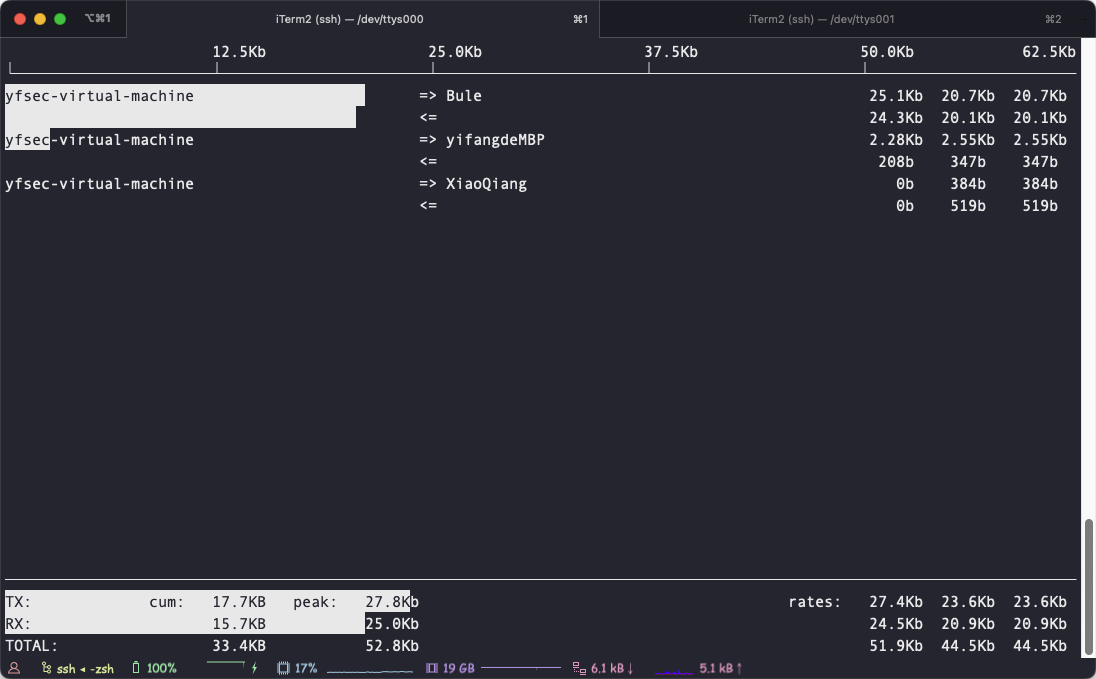 ⌥⌘1 iTerm2 (ssh) — /dev/ttys000 ⌘1 iTerm2 (ssh) — /dev/ttys001 ⌘2
12.5Kb 25.0Kb 37.5Kb 50.0Kb 62.5Kb
yfsec-virtual-machine => Bule 25.1Kb 20.7Kb 20.7Kb
<= 24.3Kb 20.1Kb 20.1Kb
yfsec-virtual-machine => yifangdeMBP 2.28Kb 2.55Kb 2.55Kb
<= 208b 347b 347b
yfsec-virtual-machine => XiaoQiang 0b 384b 384b
<= 0b 519b 519b
TX: cum: 17.7KB peak: 27.8Kb rates: 27.4Kb 23.6Kb 23.6Kb
RX: 15.7KB 25.0Kb 24.5Kb 20.9Kb 20.9Kb
TOTAL: 33.4KB 52.8Kb 51.9Kb 44.5Kb 44.5Kb
ssh ◂ -zsh 100% 17% 19 GB 6.1 kB↓ 5.1 kB↑